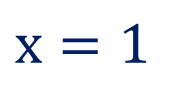 x = 1